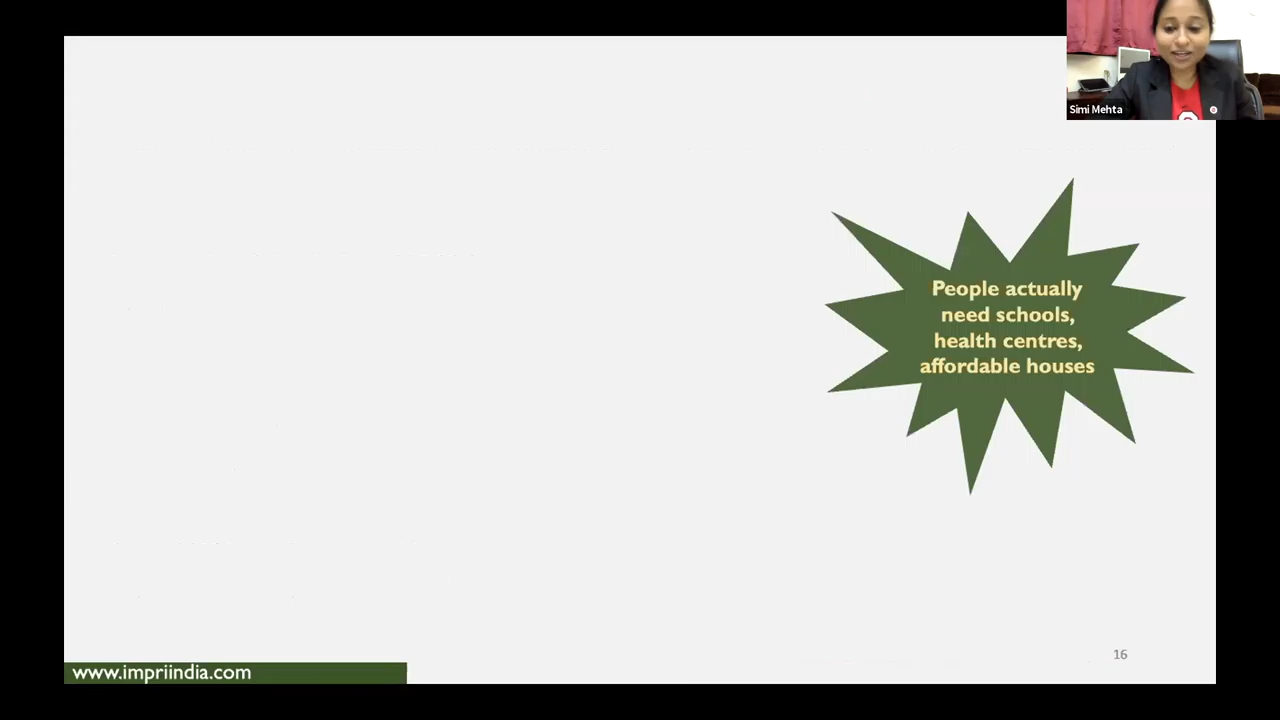 Simi Mehta
People actually
need schools,
health centres,
affordable houses
16
www.impriindia.com